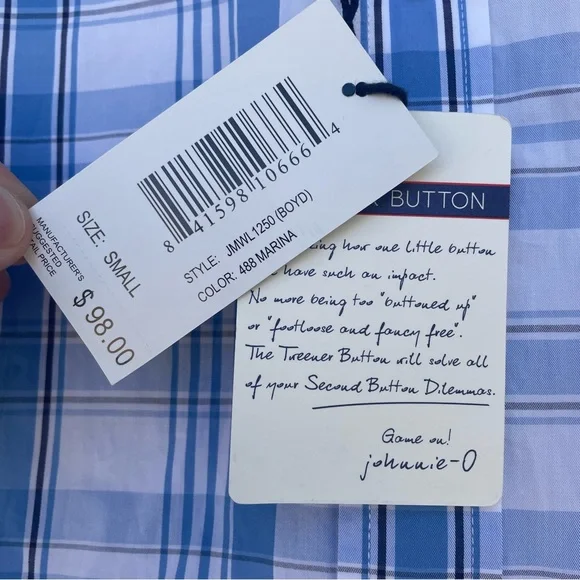 8 41598 10666 4
STYLE: JMWL1250 (BOYD)
COLOR: 488 MARINA
SIZE: SMALL
MANUFACTURER'S
SUGGESTED
RETAIL PRICE
$98.00
BUTTON
how one little button
have such an impact.
No more being too "buttoned up"
or "footloose and fancy free".
The Tweener Button will solve all
of your Second Button Dilemmas.
Game on!
johnnie-O